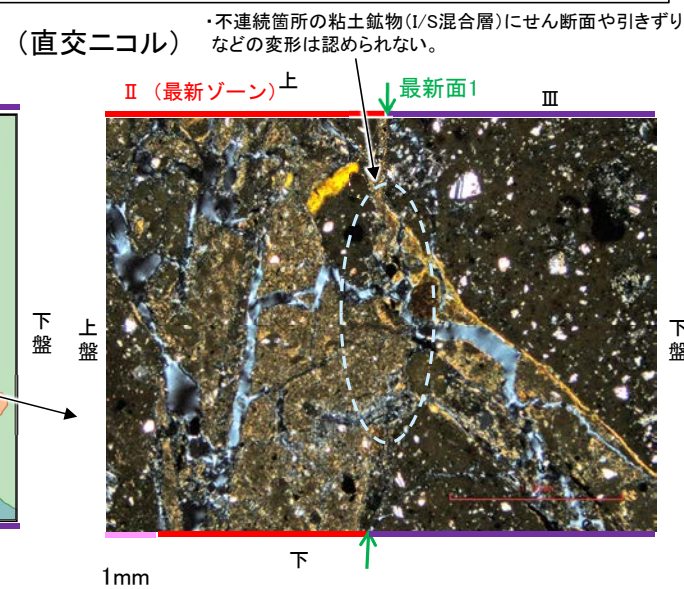 ・不連続箇所の粘土鉱物(I/S混合層)にせん断面や引きずり
などの変形は認められない。
(直交ニコル)
Ⅱ (最新ゾーン)
上
最新面1
Ⅲ
下盤
上盤
下盤
下
1mm